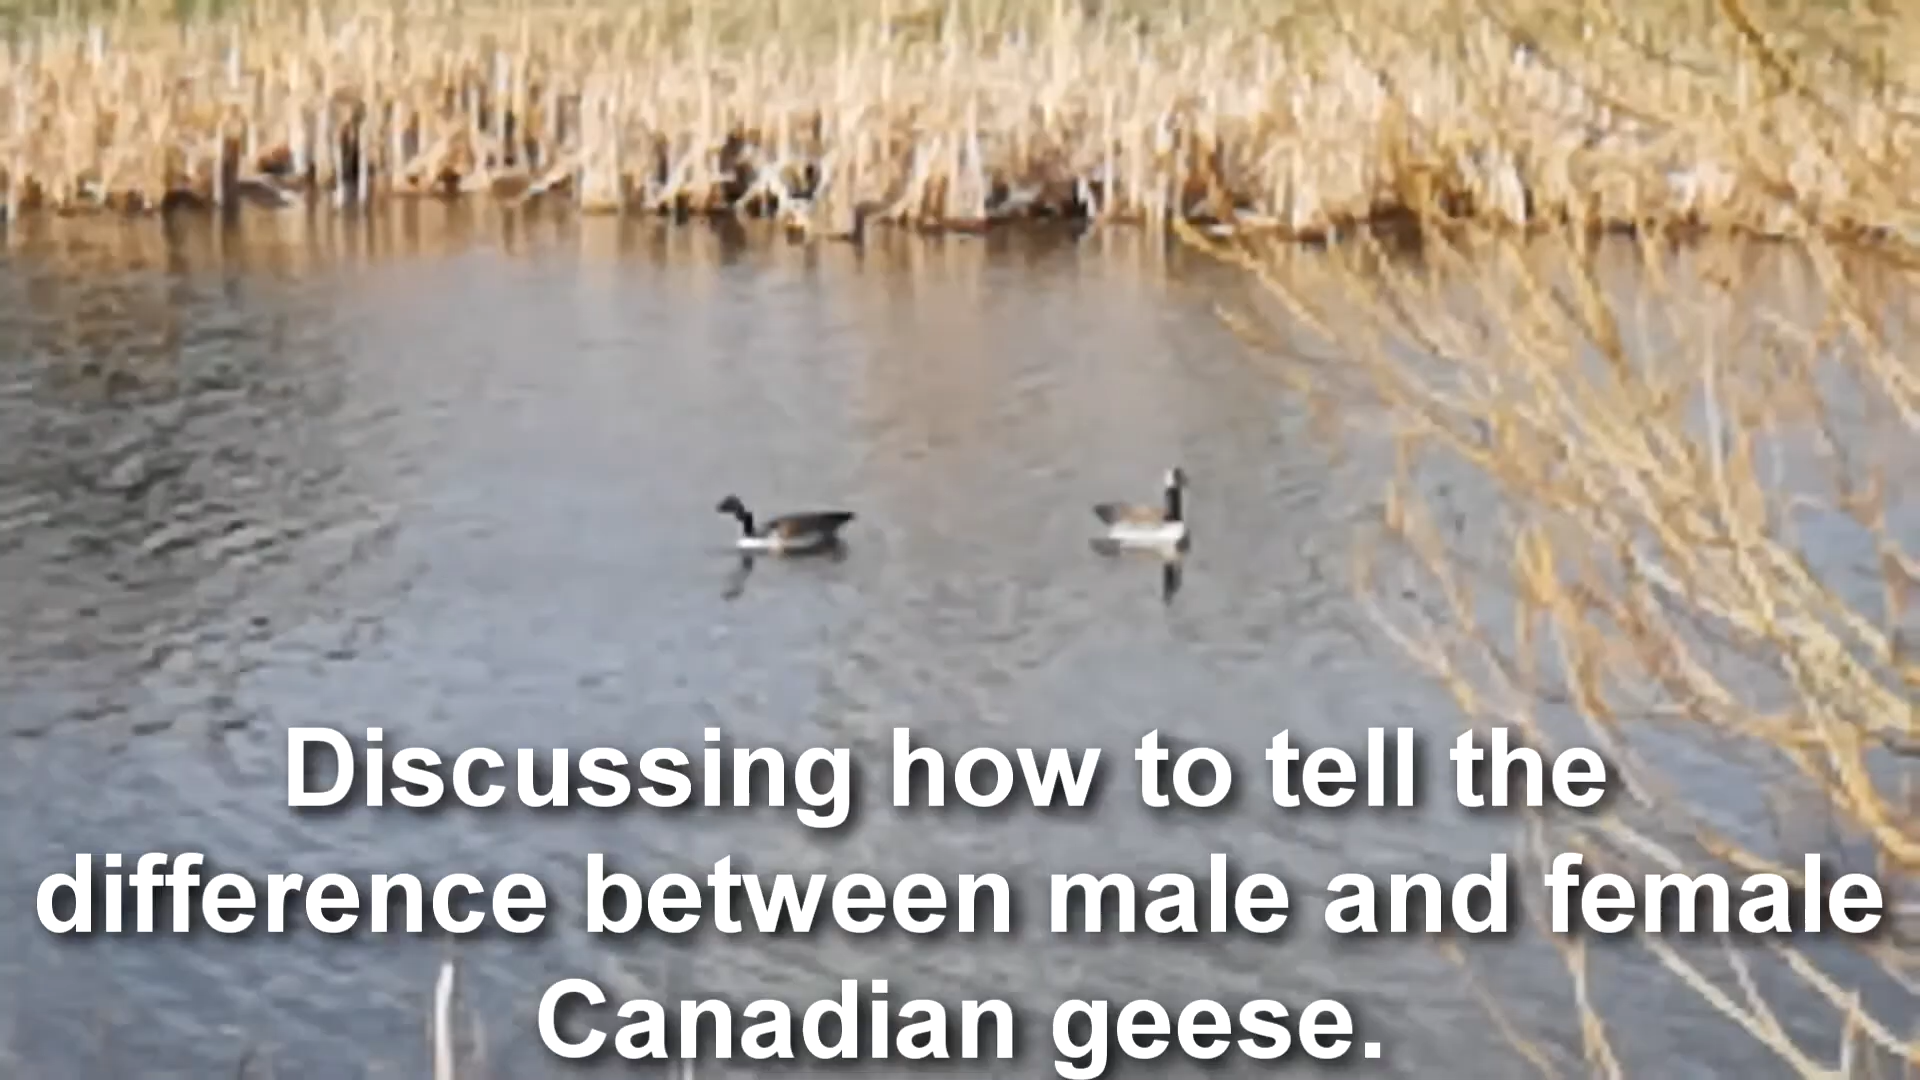 Discussing how to tell the
difference between male and female
Canadian geese.